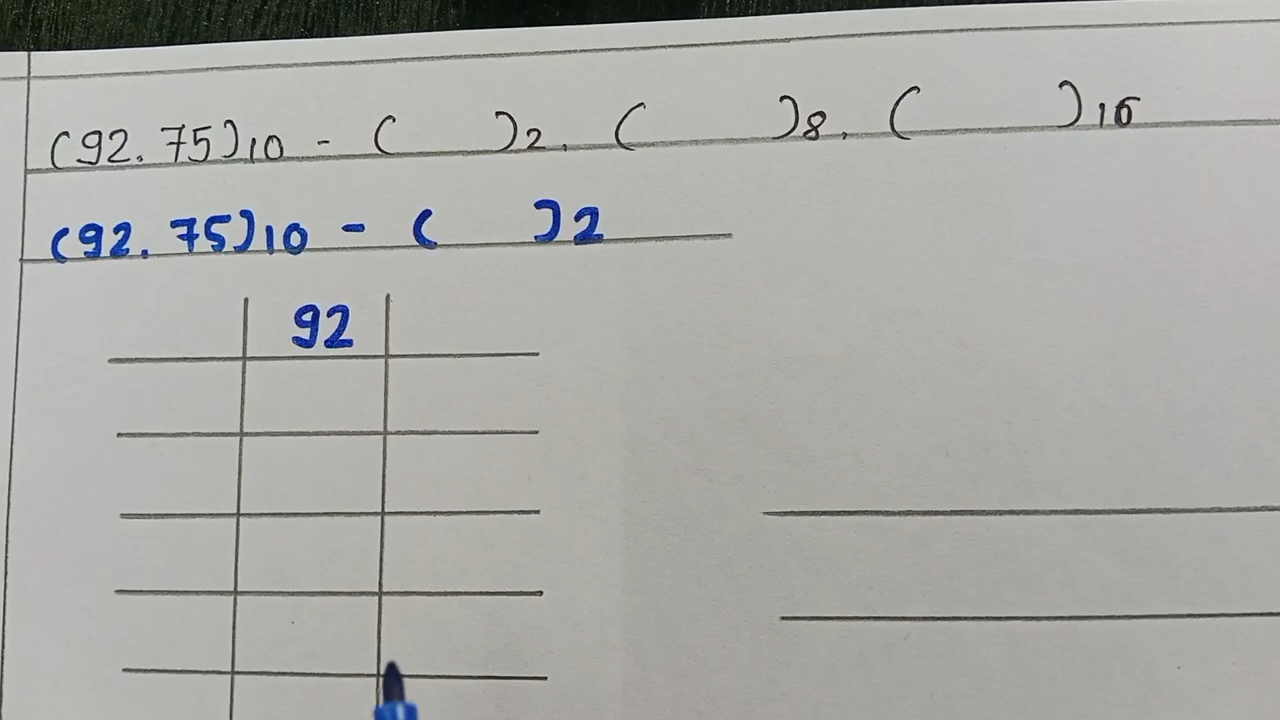 (92.75)10 - (      )2. (      )8. (      )16
(92.75)10 - (      )2
92